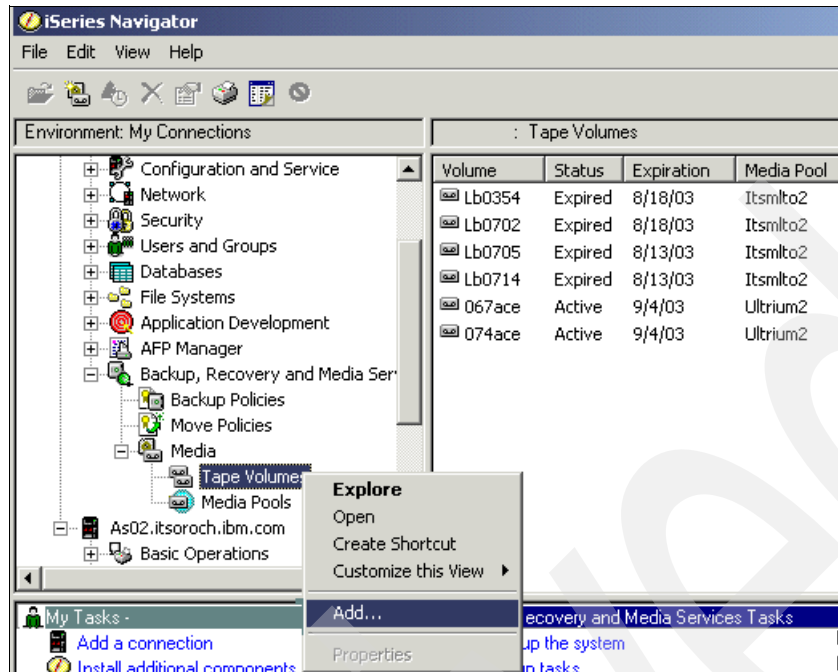 iSeries Navigator
File Edit View Help
Environment: My Connections
: Tape Volumes
Configuration and Service
Network
Security
Users and Groups
Databases
File Systems
Application Development
AFP Manager
Backup, Recovery and Media Ser
Backup Policies
Move Policies
Media
Tape Volumes
Media Pools
As02.itsoroch.ibm.com
Basic Operations
Volume Status Expiration Media Pool
Lb0354 Expired 8/18/03 Itsmlto2
Lb0702 Expired 8/18/03 Itsmlto2
Lb0705 Expired 8/13/03 Itsmlto2
Lb0714 Expired 8/13/03 Itsmlto2
067ace Active 9/4/03 Ultrium2
074ace Active 9/4/03 Ultrium2
Explore
Open
Create Shortcut
Customize this View
Add...
Properties
My Tasks -
Add a connection
Install additional components
ecovery and Media Services Tasks
up the system
up tasks